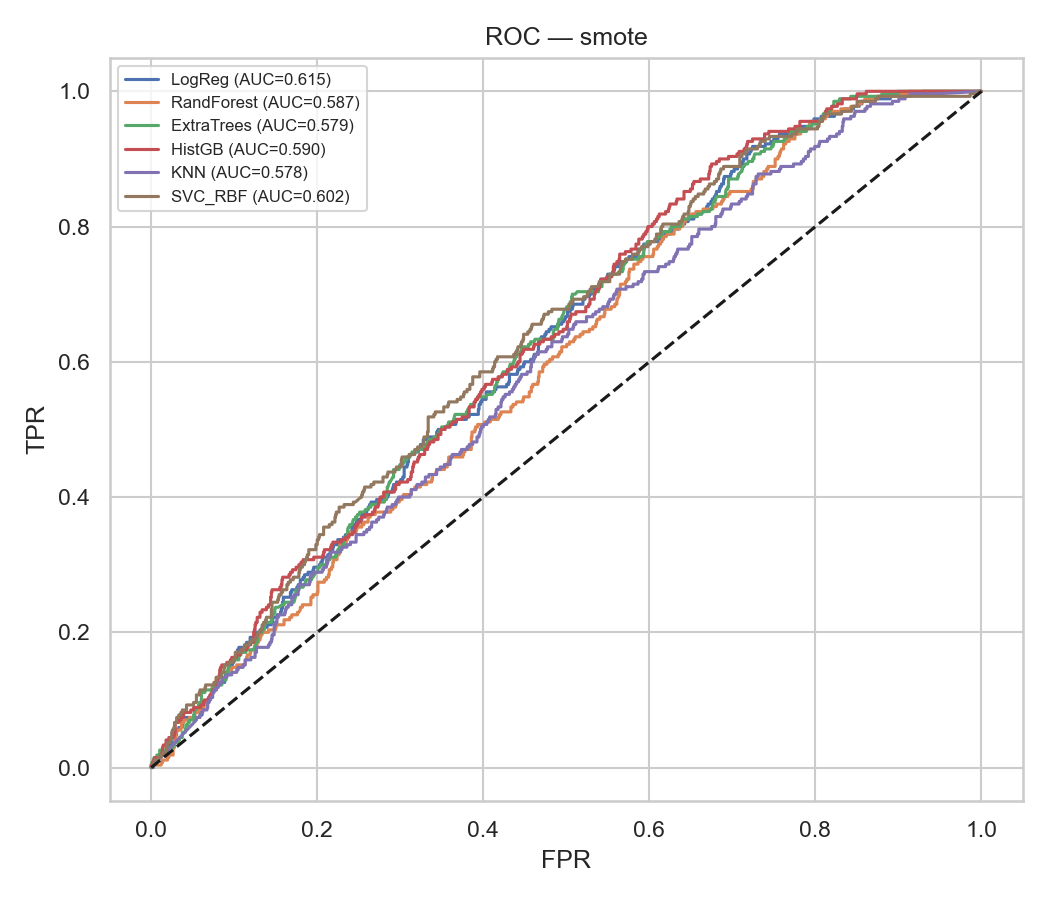 ROC — smote
LogReg (AUC=0.615)
RandForest (AUC=0.587)
ExtraTrees (AUC=0.579)
HistGB (AUC=0.590)
KNN (AUC=0.578)
SVC_RBF (AUC=0.602)
1.0
0.8
0.6
0.4
0.2
0.0
TPR
0.0 0.2 0.4 0.6 0.8 1.0
FPR